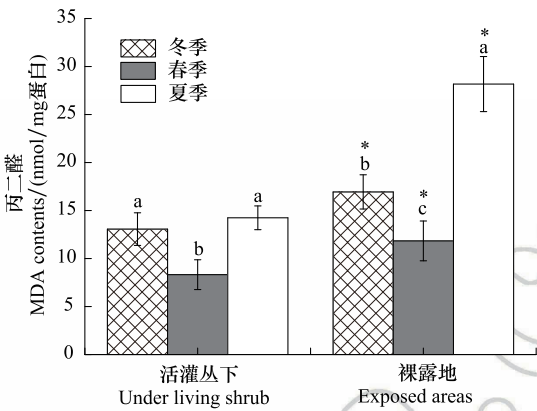 丙二醛
MDA contents/(nmol/mg蛋白)
35
30
25
20
15
10
5
0
冬季
春季
夏季
a
b
a
*
b
*
c
*
a
活灌丛下
Under living shrub
裸露地
Exposed areas